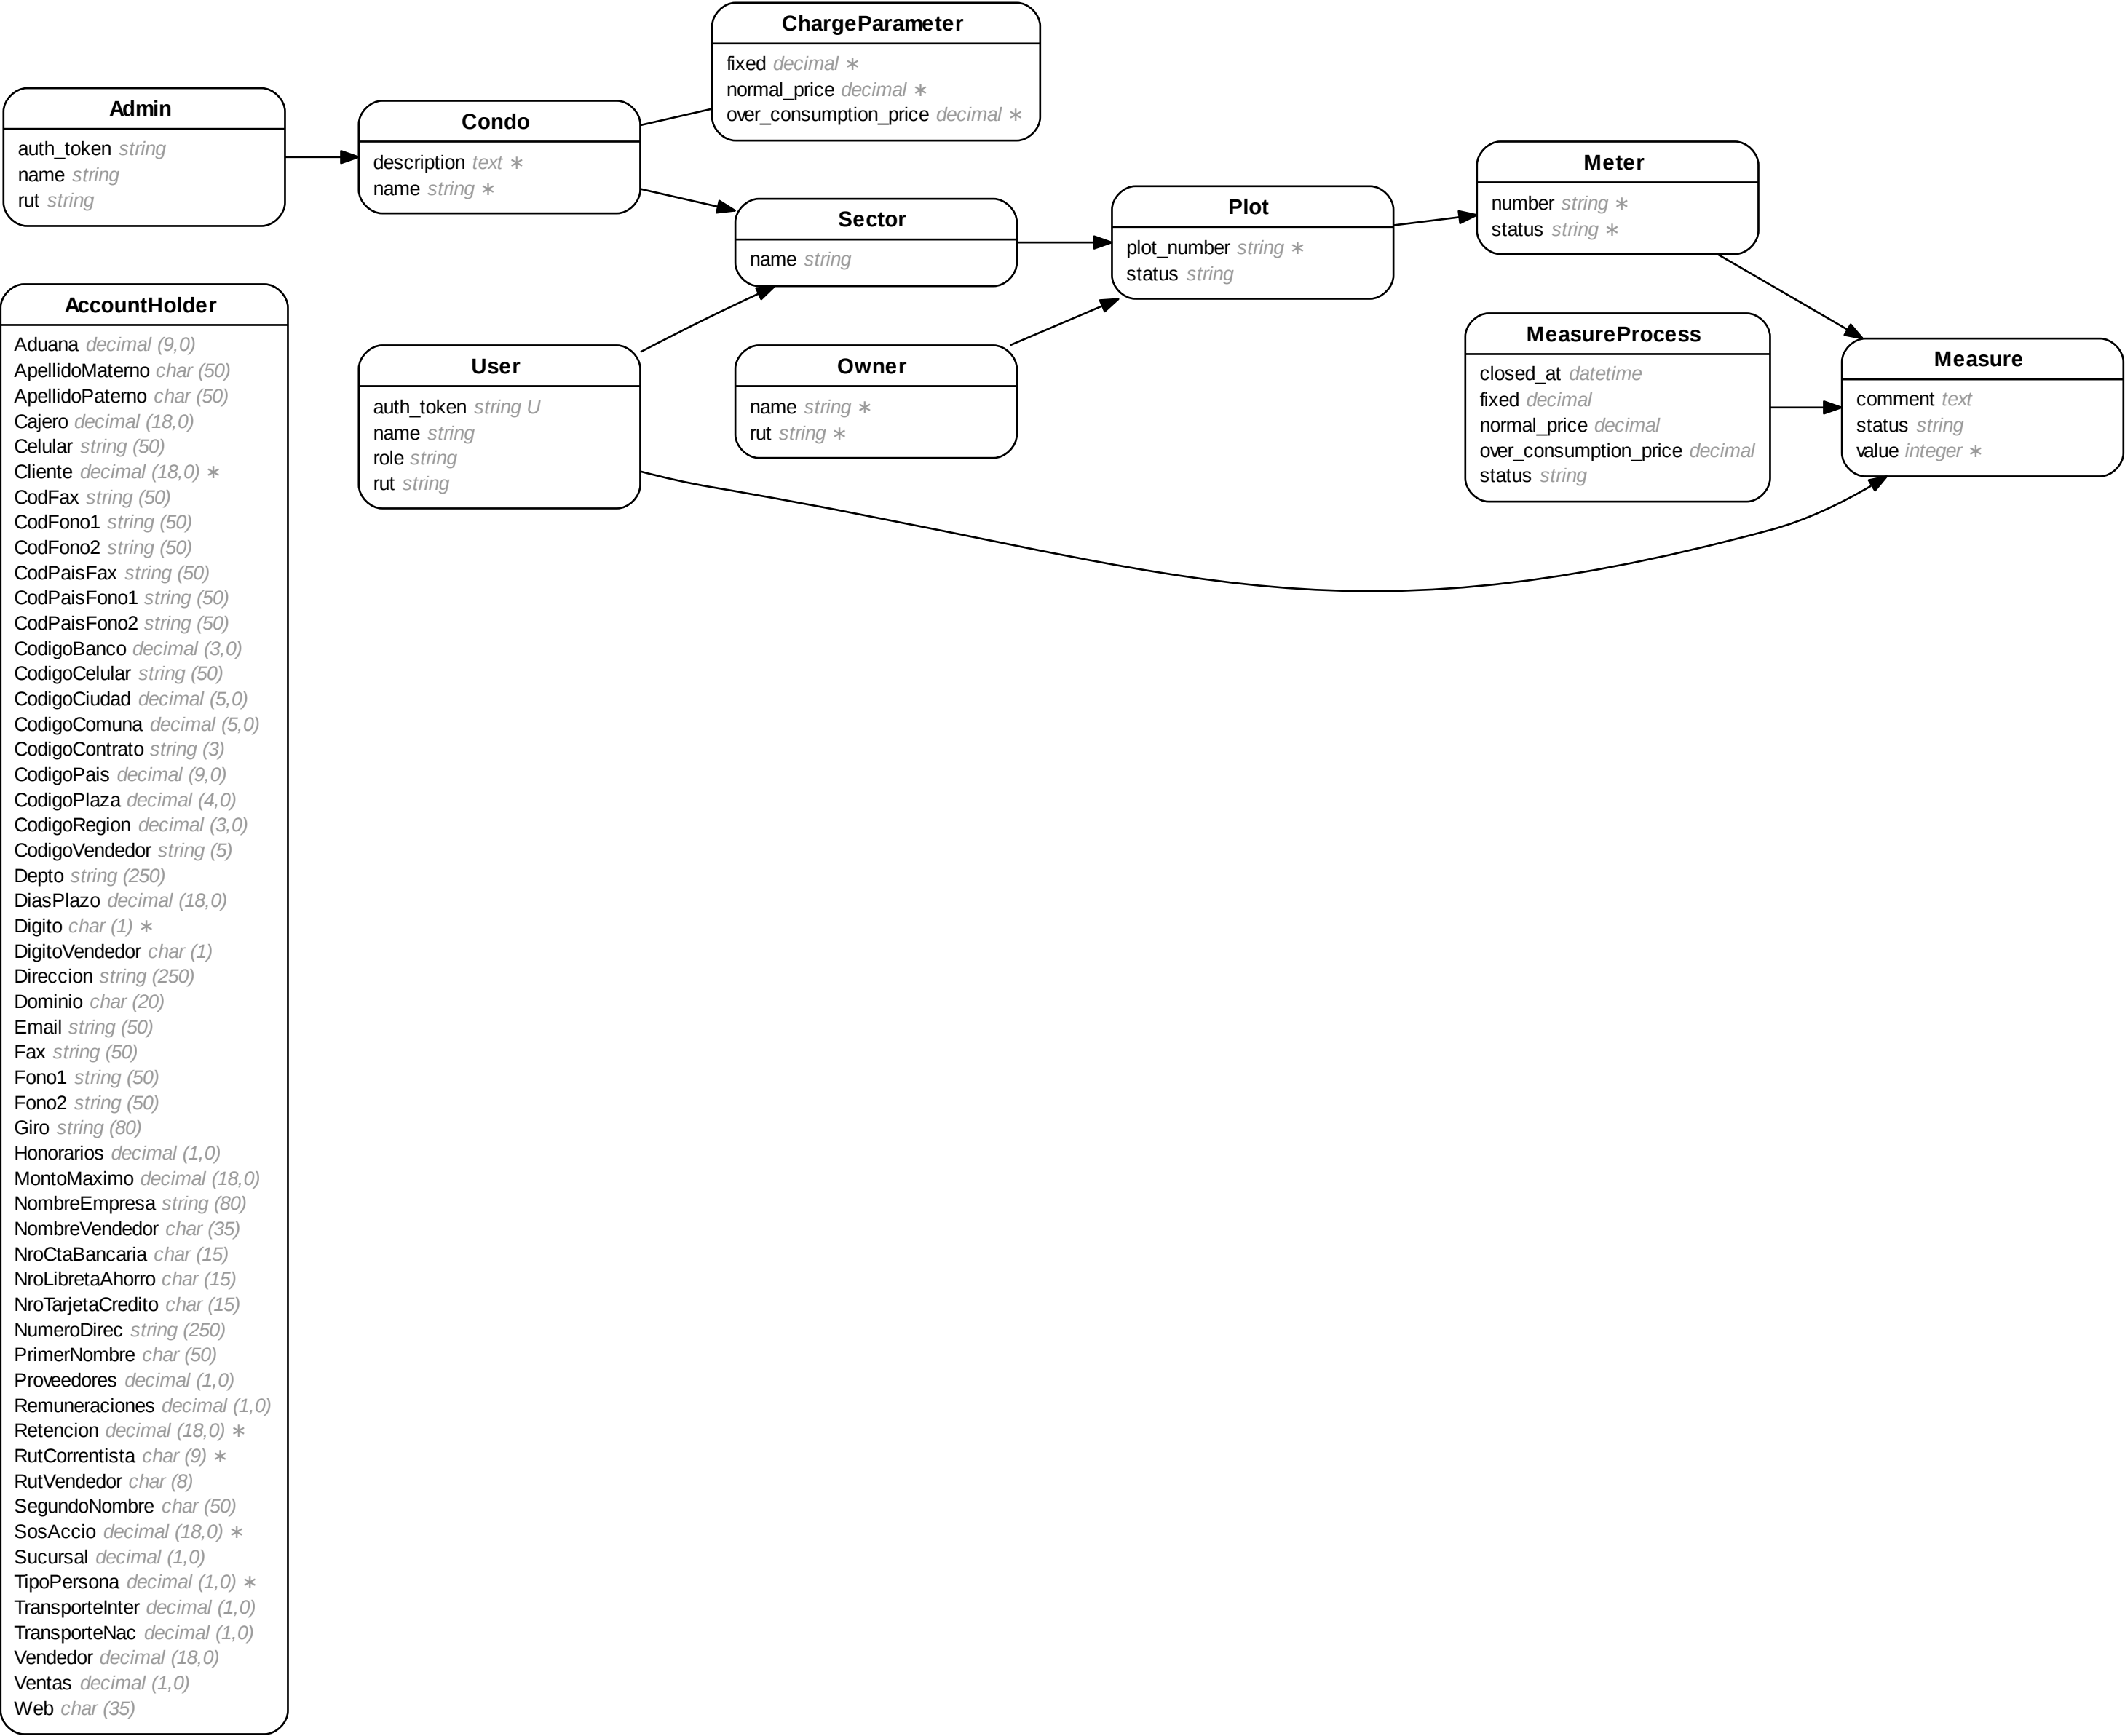 ChargeParameter
fixed decimal ∗
normal_price decimal ∗
over_consumption_price decimal ∗
Admin
auth_token string
name string
rut string
Condo
description text ∗
name string ∗
Sector
name string
Plot
plot_number string ∗
status string
Meter
number string ∗
status string ∗
AccountHolder
Aduana decimal (9,0)
ApellidoMaterno char (50)
ApellidoPaterno char (50)
Cajero decimal (18,0)
Celular string (50)
Cliente decimal (18,0) ∗
CodFax string (50)
CodFono1 string (50)
CodFono2 string (50)
CodPaisFax string (50)
CodPaisFono1 string (50)
CodPaisFono2 string (50)
CodigoBanco decimal (3,0)
CodigoCelular string (50)
CodigoCiudad decimal (5,0)
CodigoComuna decimal (5,0)
CodigoContrato string (3)
CodigoPais decimal (9,0)
CodigoPlaza decimal (4,0)
CodigoRegion decimal (3,0)
CodigoVendedor string (5)
Depto string (250)
DiasPlazo decimal (18,0)
Digito char (1) ∗
DigitoVendedor char (1)
Direccion string (250)
Dominio char (20)
Email string (50)
Fax string (50)
Fono1 string (50)
Fono2 string (50)
Giro string (80)
Honorarios decimal (1,0)
MontoMaximo decimal (18,0)
NombreEmpresa string (80)
NombreVendedor char (35)
NroCtaBancaria char (15)
NroLibretaAhorro char (15)
NroTarjetaCredito char (15)
NumeroDirec string (250)
PrimerNombre char (50)
Proveedores decimal (1,0)
Remuneraciones decimal (1,0)
Retencion decimal (18,0) ∗
RutCorrentista char (9) ∗
RutVendedor char (8)
SegundoNombre char (50)
SosAccio decimal (18,0) ∗
Sucursal decimal (1,0)
TipoPersona decimal (1,0) ∗
TransporteInter decimal (1,0)
TransporteNac decimal (1,0)
Vendedor decimal (18,0)
Ventas decimal (1,0)
Web char (35)
User
auth_token string U
name string
role string
rut string
Owner
name string ∗
rut string ∗
MeasureProcess
closed_at datetime
fixed decimal
normal_price decimal
over_consumption_price decimal
status string
Measure
comment text
status string
value integer ∗